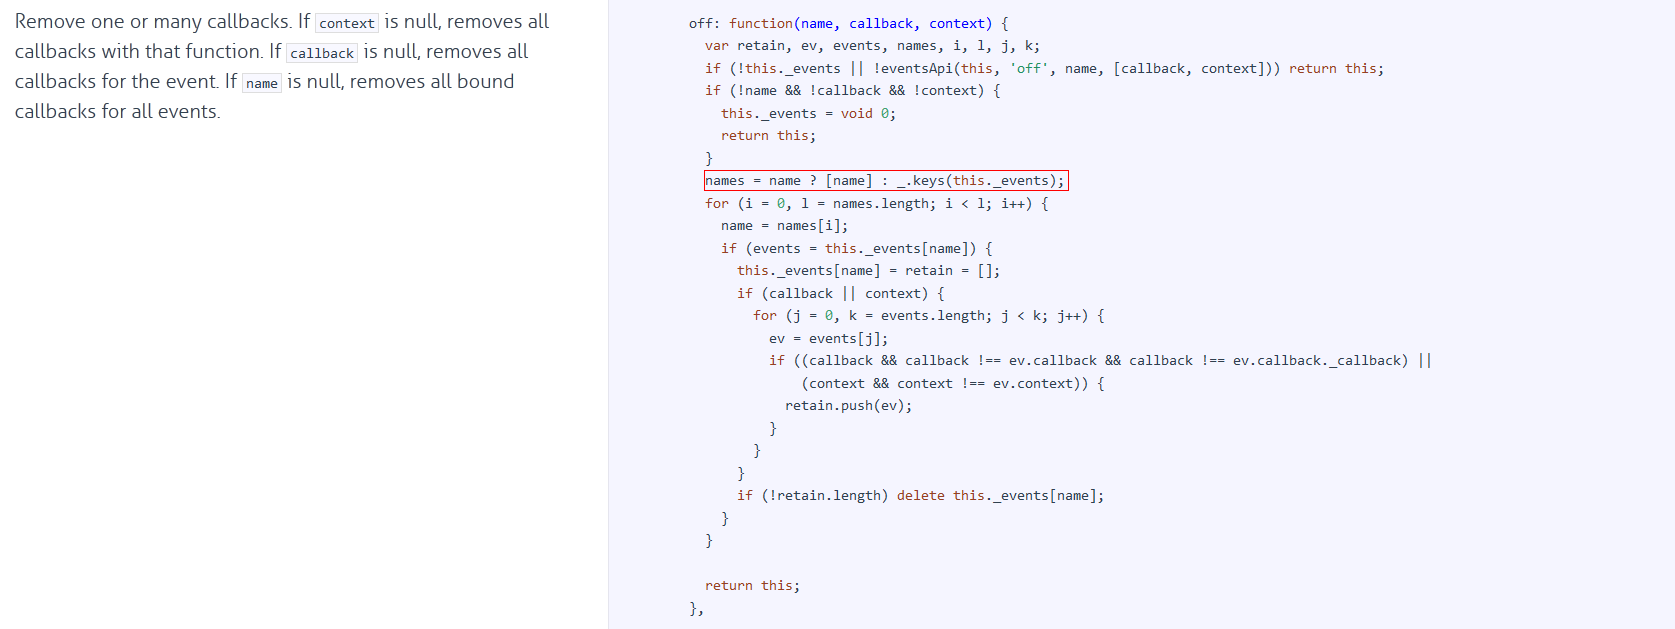 Remove one or many callbacks. If context is null, removes all
callbacks with that function. If callback is null, removes all
callbacks for the event. If name is null, removes all bound
callbacks for all events.
off: function(name, callback, context) {
var retain, ev, events, names, i, l, j, k;
if (!this._events || !eventsApi(this, 'off', name, [callback, context])) return this;
if (!name && !callback && !context) {
this._events = void 0;
return this;
}
names = name ? [name] : _.keys(this._events);
for (i = 0, l = names.length; i < l; i++) {
name = names[i];
if (events = this._events[name]) {
this._events[name] = retain = [];
if (callback || context) {
for (j = 0, k = events.length; j < k; j++) {
ev = events[j];
if ((callback && callback !== ev.callback && callback !== ev.callback._callback) ||
(context && context !== ev.context)) {
retain.push(ev);
}
}
}
if (!retain.length) delete this._events[name];
}
}
return this;
},